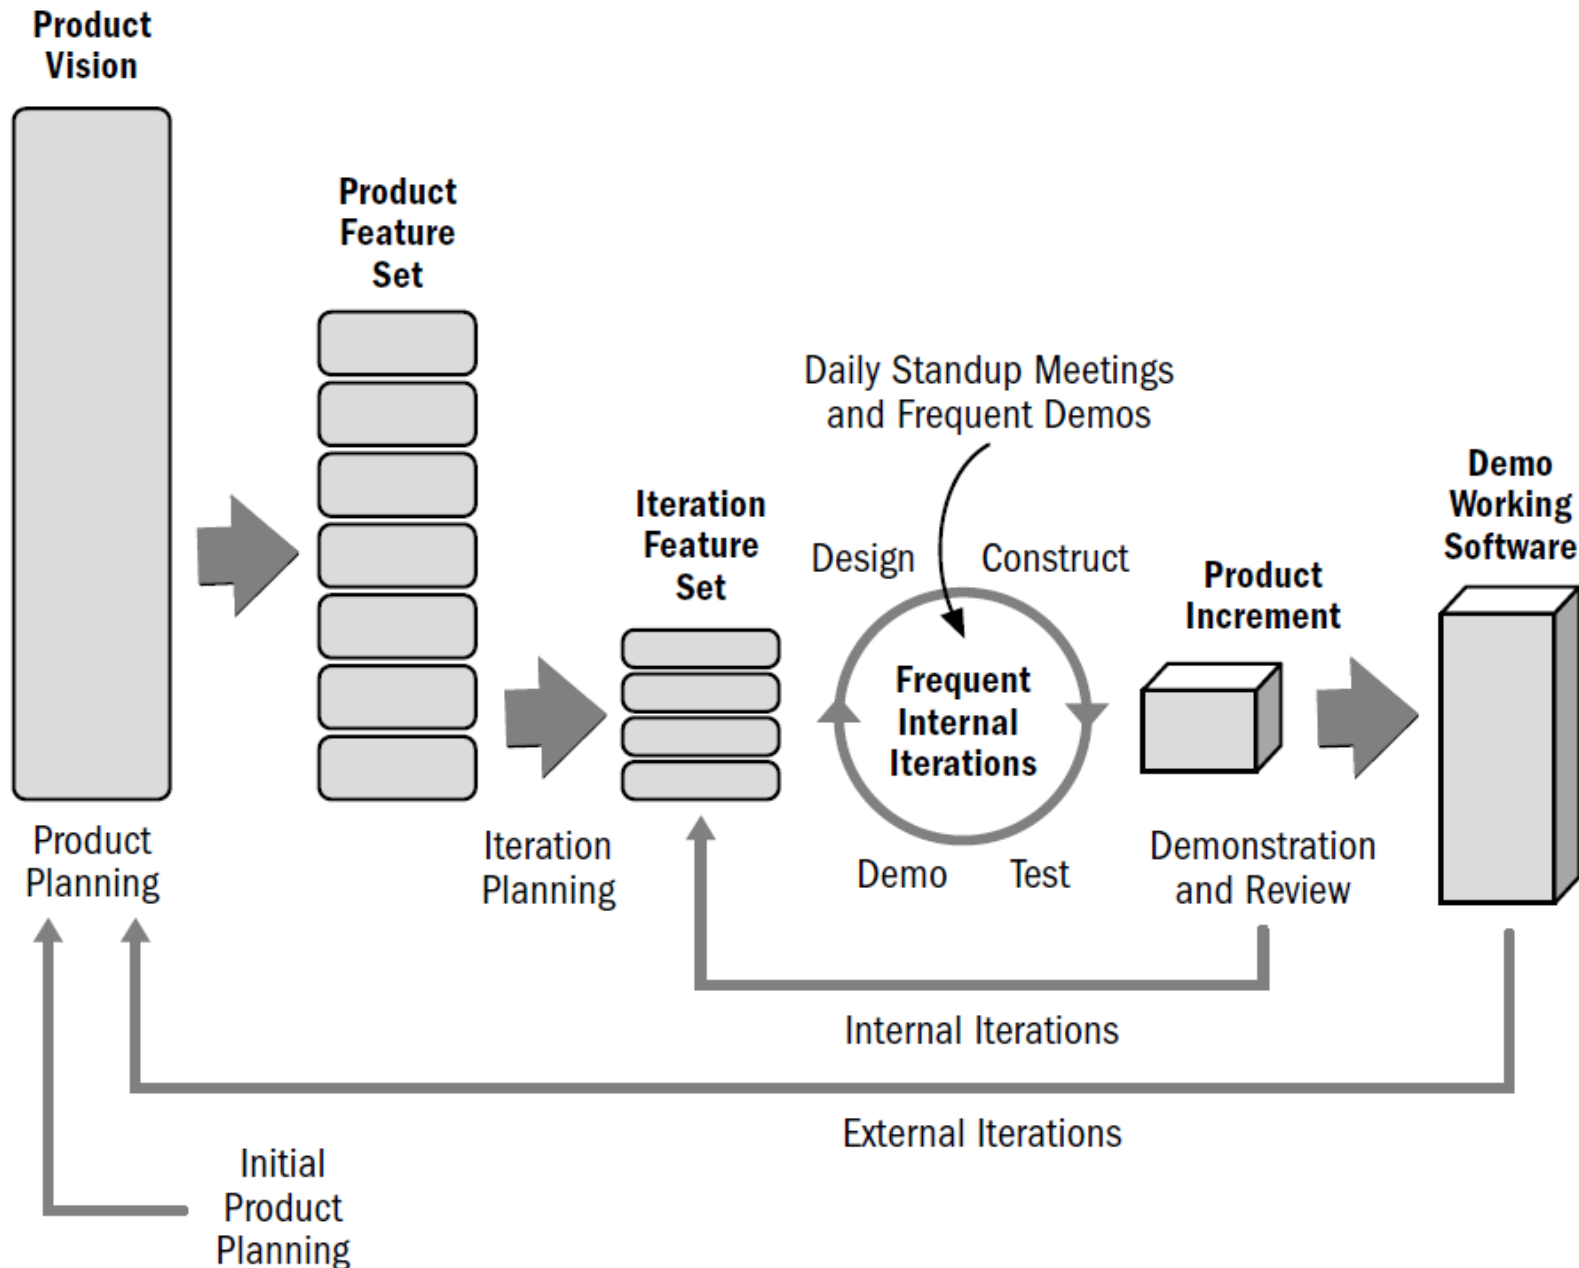 Product
Vision
Product
Feature
Set
Daily Standup Meetings
and Frequent Demos
Iteration
Feature
Set
Design
Construct
Frequent
Internal
Iterations
Demo
Test
Product
Increment
Demo
Working
Software
Product
Planning
Iteration
Planning
Demonstration
and Review
Internal Iterations
External Iterations
Initial
Product
Planning